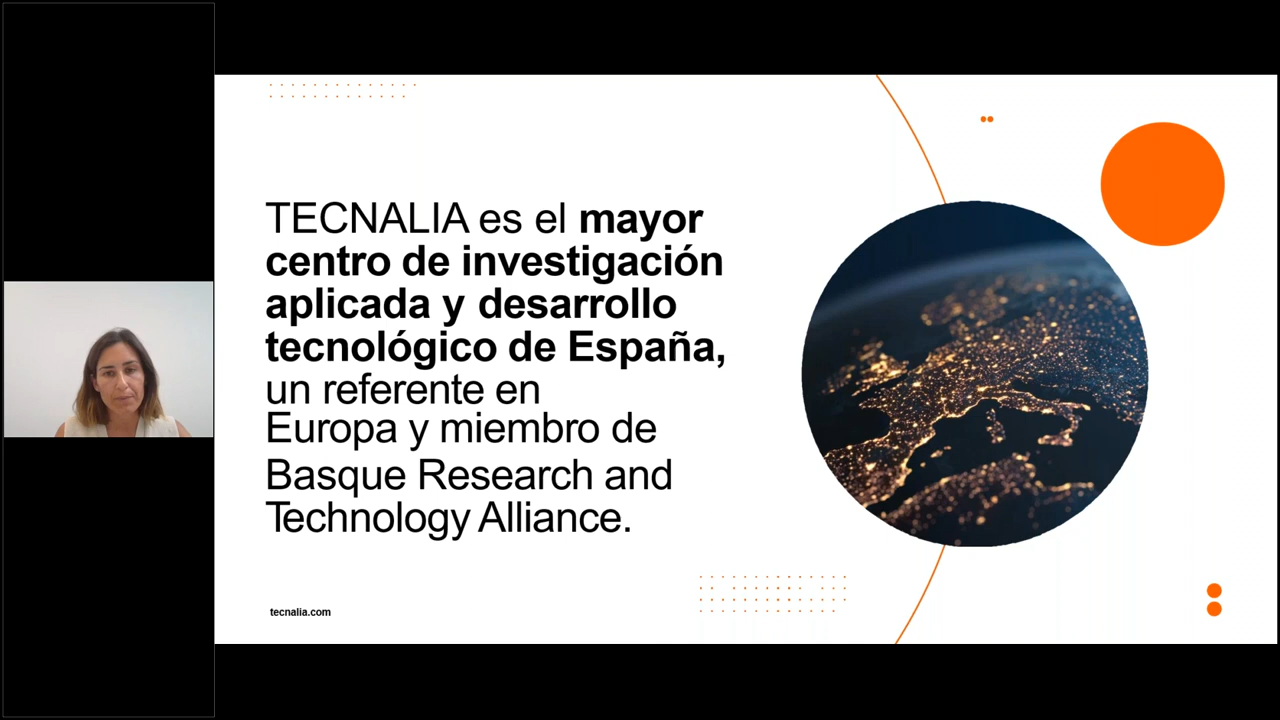 TECNALIA es el mayor
centro de investigación
aplicada y desarrollo
tecnológico de España,
un referente en
Europa y miembro de
Basque Research and
Technology Alliance.
tecnalia.com